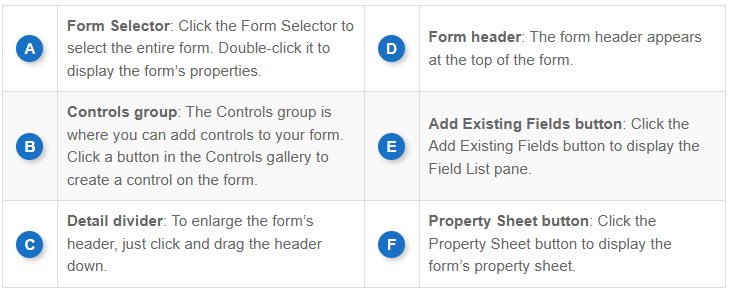 A
Form Selector: Click the Form Selector to
select the entire form. Double-click it to
display the form’s properties.
D
Form header: The form header appears
at the top of the form.
B
Controls group: The Controls group is
where you can add controls to your form.
Click a button in the Controls gallery to
create a control on the form.
E
Add Existing Fields button: Click the
Add Existing Fields button to display the
Field List pane.
C
Detail divider: To enlarge the form’s
header, just click and drag the header
down.
F
Property Sheet button: Click the
Property Sheet button to display the
form’s property sheet.